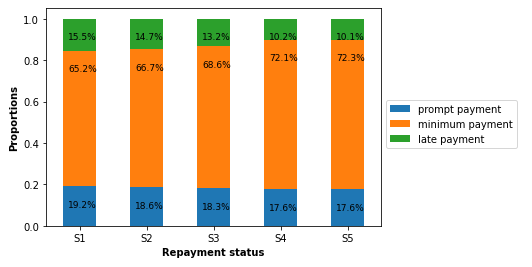 1.0
0.8
0.6
0.4
0.2
0.0
Proportions
15.5% 14.7% 13.2% 10.2% 10.1%
65.2% 66.7% 68.6% 72.1% 72.3%
19.2% 18.6% 18.3% 17.6% 17.6%
S1 S2 S3 S4 S5
Repayment status
prompt payment
minimum payment
late payment